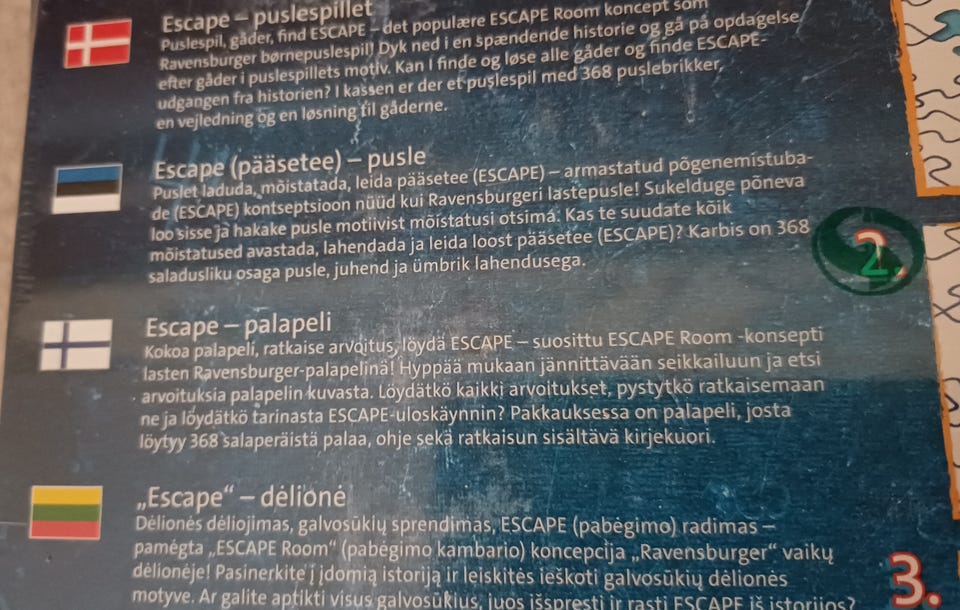 Escape – puslespillet
Puslespil, gåder, find ESCAPE – det populære ESCAPE Room koncept som
Ravensburger børnepuslespil! Dyk ned i en spændende historie og gå på opdagelse
efter gåder i puslespillets motiv. Kan I finde og løse alle gåder og finde ESCAPE-
udgangen fra historien? I kassen er der et puslespil med 368 puslebrikker,
en vejledning og en løsning til gåderne.
Escape (pääsetee) – pusle
Puslet laduda, mõistatada, leida pääsetee (ESCAPE) – armastatud põgenemistuba-
de (ESCAPE) kontseptsioon nüüd kui Ravensburgeri lastepusle! Sukelduge põneva
loo sisse ja hakake pusle motiivist mõistatusi otsima. Kas te suudate kõik
mõistatused avastada, lahendada ja leida loost pääsetee (ESCAPE)? Karbis on 368
saladusliku osaga pusle, juhend ja ümbrik lahendusega.
2.
Escape – palapeli
Kokoa palapeli, ratkaise arvoitus, löydä ESCAPE – suosittu ESCAPE Room -konsepti
lasten Ravensburger-palapelinä! Hyppää mukaan jännittävään seikkailuun ja etsi
arvoituksia palapelin kuvasta. Löydätkö kaikki arvoitukset, pystytkö ratkaisemaan
ne ja löydätkö tarinasta ESCAPE-uloskäynnin? Pakkauksessa on palapeli, josta
löytyy 368 salaperäistä palaa, ohje sekä ratkaisun sisältävä kirjekuori.
„Escape“ – dėlionė
Dėlionės dėliojimas, galvosūkių sprendimas, ESCAPE (pabėgimo) radimas –
pamėgta „ESCAPE Room“ (pabėgimo kambario) koncepcija „Ravensburger“ vaikų
dėlionėje! Pasinerkite į įdomią istoriją ir leiskitės ieškoti galvosūkių dėlionės
motyve. Ar galite aptikti visus galvosūkius, juos išspręsti ir rasti ESCAPE iš istorijos?
3.